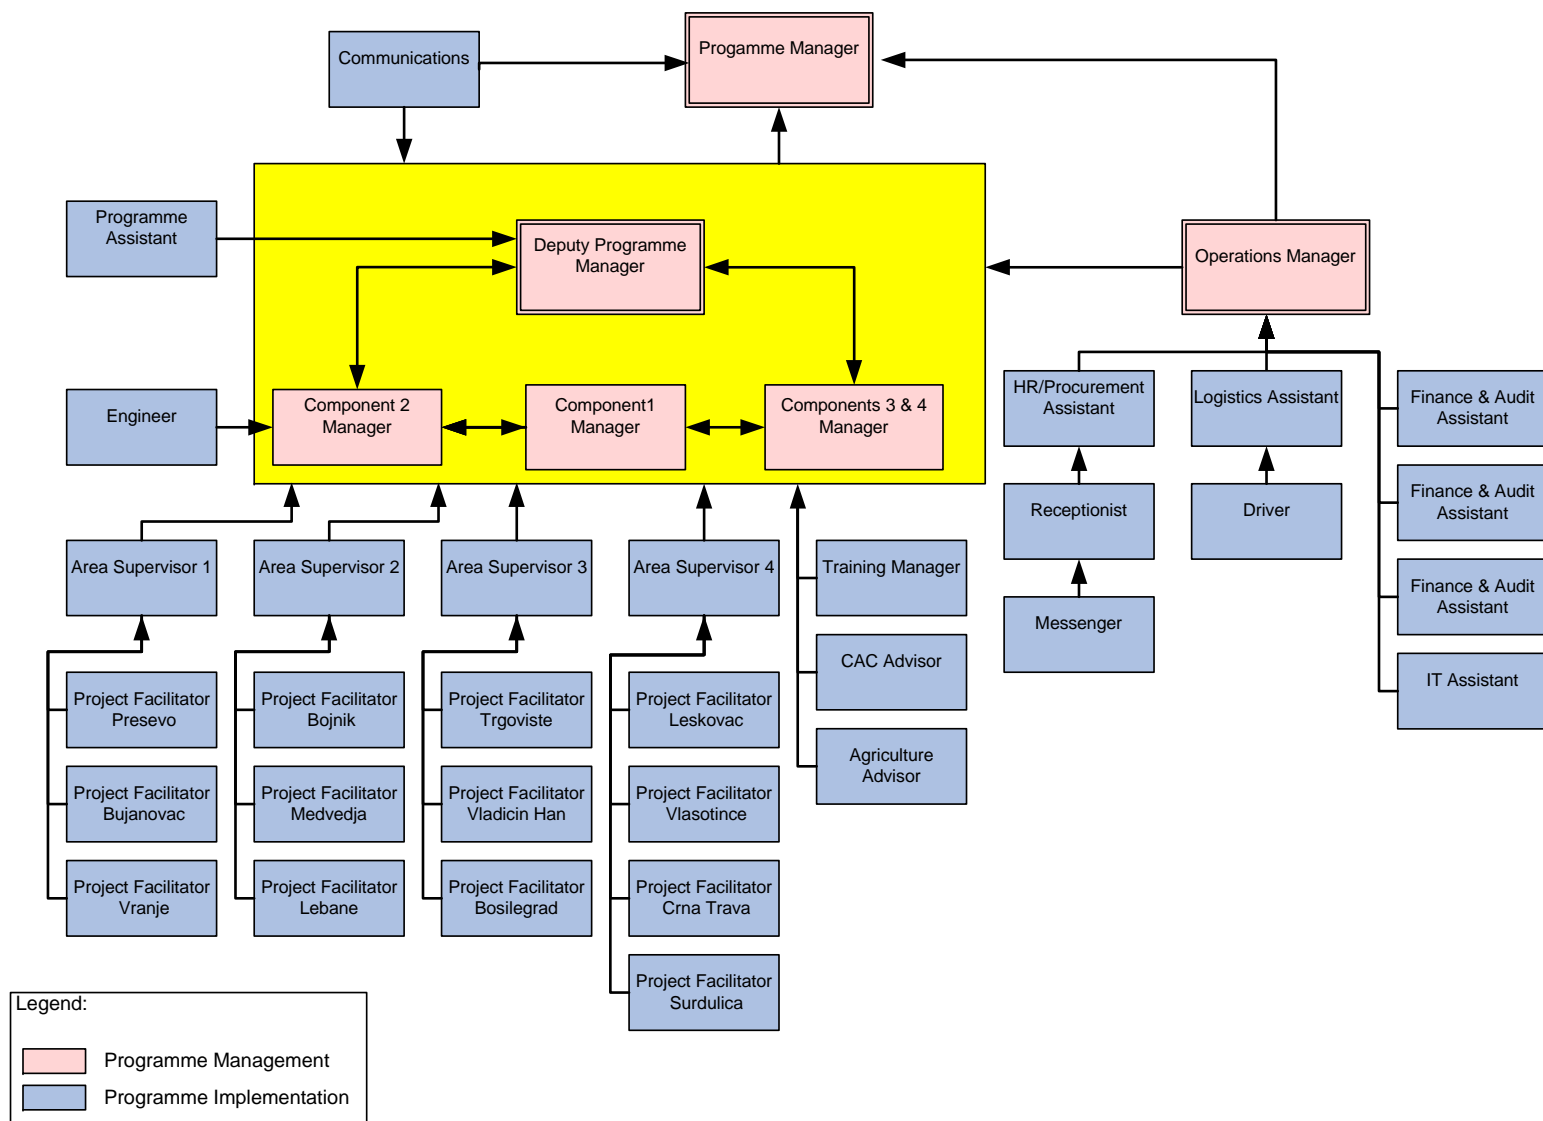 Progamme Manager
Communications
Programme
Assistant
Deputy Programme
Manager
Operations Manager
Engineer
Component 2
Manager
Component1
Manager
Components 3 & 4
Manager
HR/Procurement
Assistant
Logistics Assistant
Finance & Audit
Assistant
Receptionist
Driver
Finance & Audit
Assistant
Area Supervisor 1
Area Supervisor 2
Area Supervisor 3
Area Supervisor 4
Training Manager
Messenger
Finance & Audit
Assistant
CAC Advisor
IT Assistant
Project Facilitator
Presevo
Project Facilitator
Bojnik
Project Facilitator
Trgoviste
Project Facilitator
Leskovac
Agriculture
Advisor
Project Facilitator
Bujanovac
Project Facilitator
Medvedja
Project Facilitator
Vladicin Han
Project Facilitator
Vlasotince
Project Facilitator
Vranje
Project Facilitator
Lebane
Project Facilitator
Bosilegrad
Project Facilitator
Crna Trava
Project Facilitator
Surdulica
Legend:
Programme Management
Programme Implementation